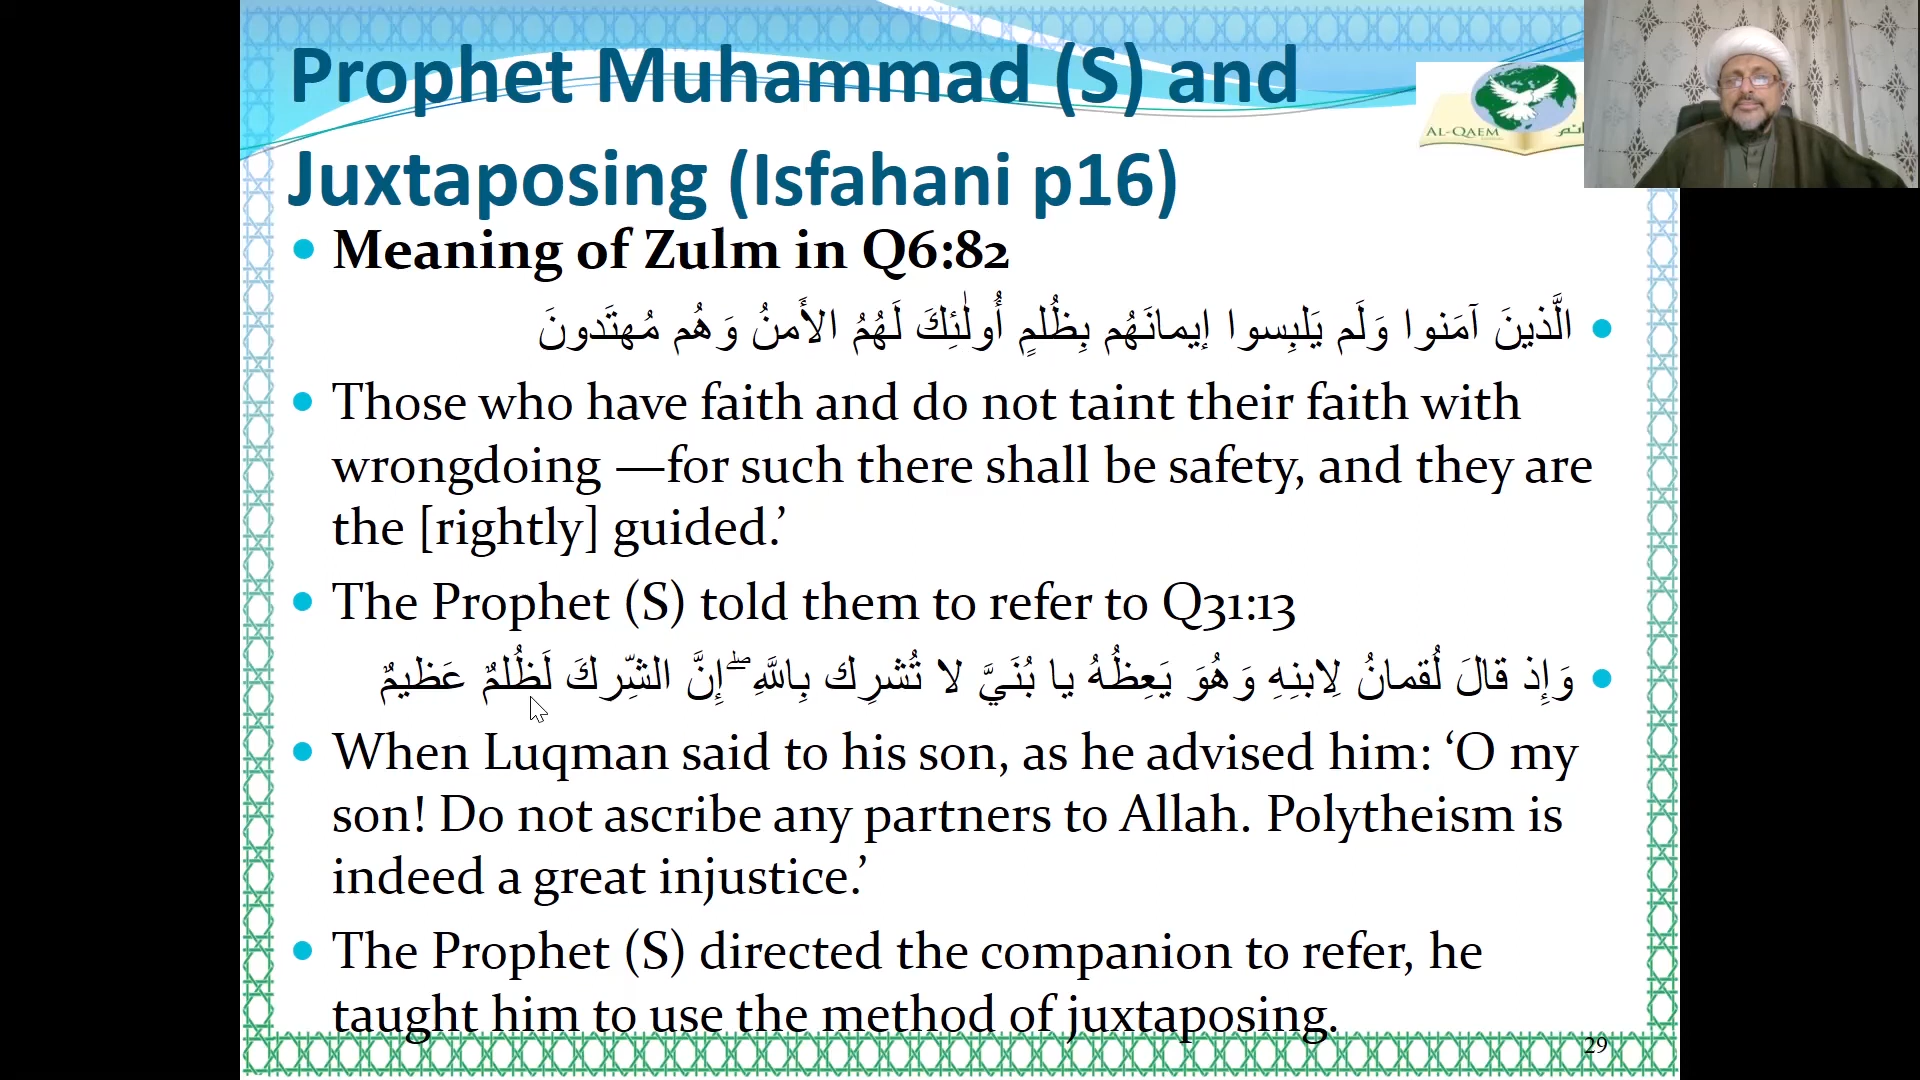 Prophet Muhammad (S) and
Juxtaposing (Isfahani p16)
AL-QAEM
Meaning of Zulm in Q6:82
الَّذينَ آمَنوا وَلَم يَلبِسوا إيمانَهُم بِظُلمٍ أُولٰئِكَ لَهُمُ الأَمنُ وَهُم مُهتَدونَ
Those who have faith and do not taint their faith with
wrongdoing —for such there shall be safety, and they are
the [rightly] guided.’
The Prophet (S) told them to refer to Q31:13
وَإِذ قالَ لُقمانُ لِابنِهِ وَهُوَ يَعِظُهُ يا بُنَيَّ لا تُشرِك بِاللَّهِ ۖ إِنَّ الشِّركَ لَظُلمٌ عَظيمٌ
When Luqman said to his son, as he advised him: ‘O my
son! Do not ascribe any partners to Allah. Polytheism is
indeed a great injustice.’
The Prophet (S) directed the companion to refer, he
taught him to use the method of juxtaposing.
29